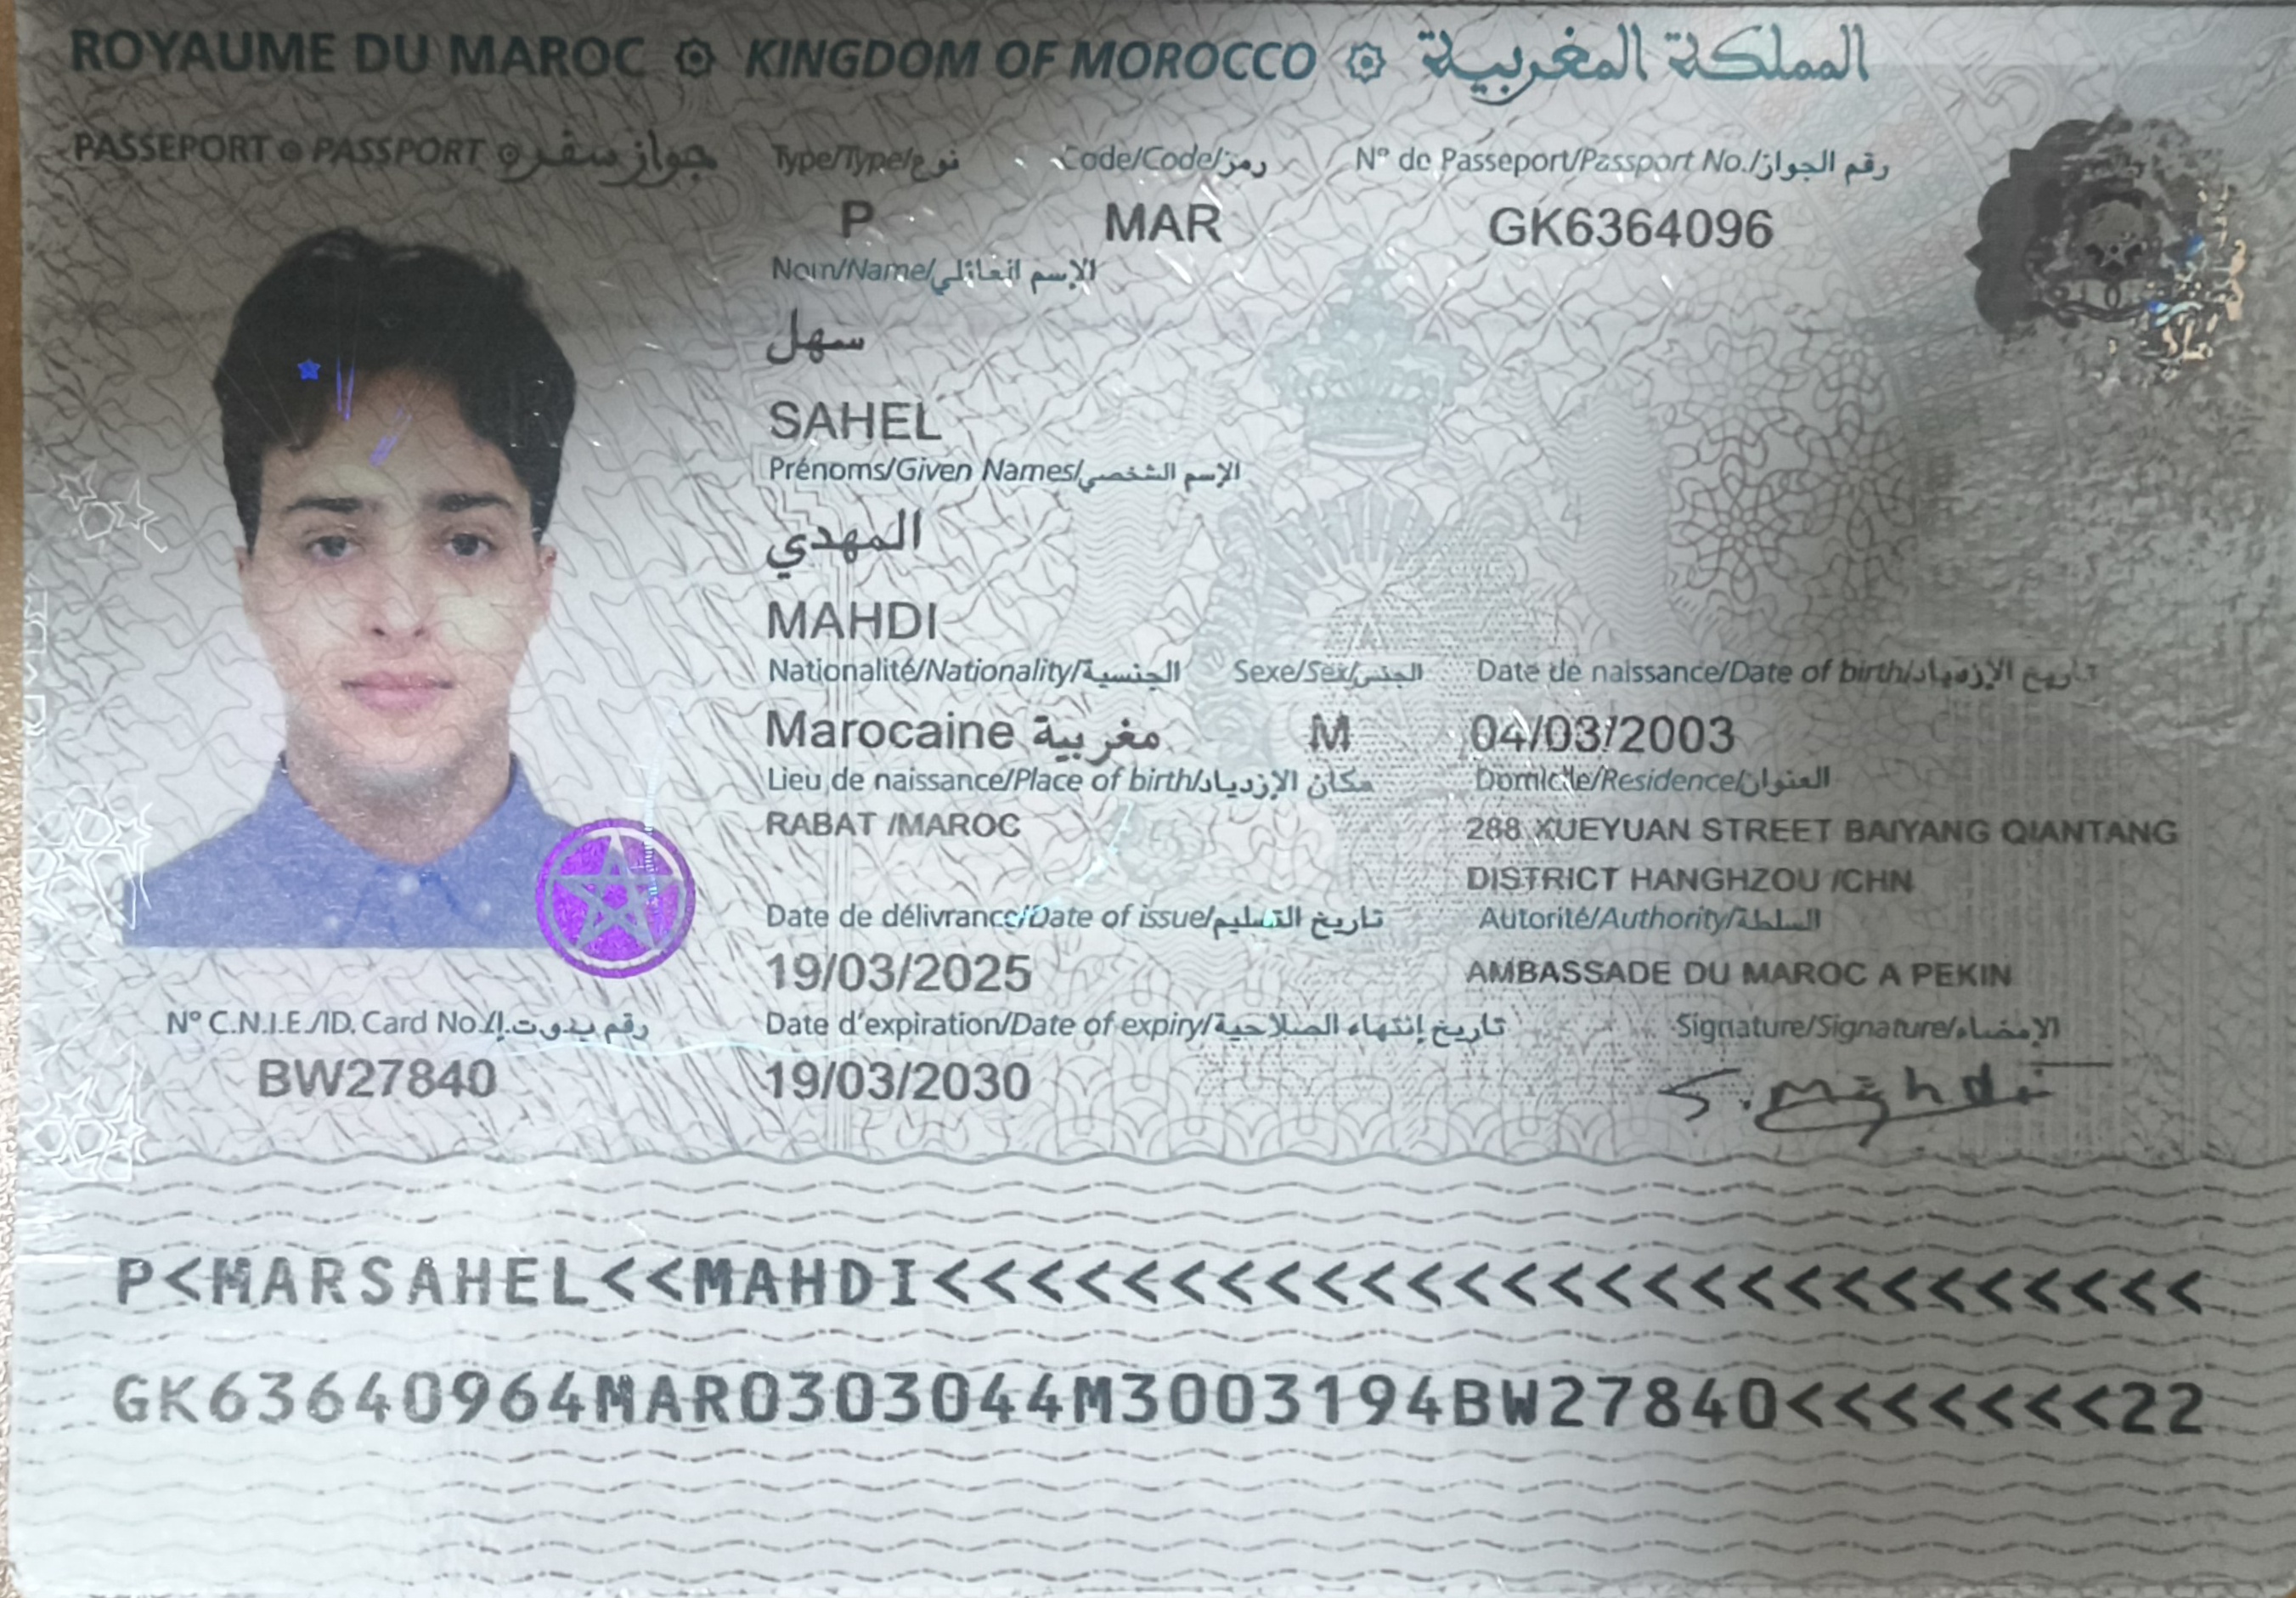 ROYAUME DU MAROC KINGDOM OF MOROCCO المملكة المغربية
PASSEPORT PASSPORT جواز سفر
Type/Type/نوع Code/Code/رمز N° de Passeport/Passport No./رقم الجواز
P MAR GK6364096
Nom/Name/الإسم العائلي
سهل
SAHEL
Prénoms/Given Names/الإسم الشخصي
المهدي
MAHDI
Nationalité/Nationality/الجنسية Sexe/Sex/الجنس Date de naissance/Date of birth/تاريخ الإزدياد
Marocaine مغربية M 04/03/2003
Lieu de naissance/Place of birth/مكان الإزدياد Domicile/Residence/العنوان
RABAT /MAROC 288 XUEYUAN STREET BAIYANG QIANTANG
DISTRICT HANGHZOU /CHN
Date de délivrance/Date of issue/تاريخ التسليم Autorité/Authority/السلطة
19/03/2025 AMBASSADE DU MAROC A PEKIN
N° C.N.I.E./ID. Card No./رقم ب.و.ت.إ. Date d'expiration/Date of expiry/تاريخ إنتهاء الصلاحية Signature/Signature/الإمضاء
BW27840 19/03/2030 S. Mahdi
P<MARSAHEL<<MAHDI<<<<<<<<<<<<<<<<<<<<<<<<<<<
GK63640964MAR0303044M3003194BW27840<<<<<<<22